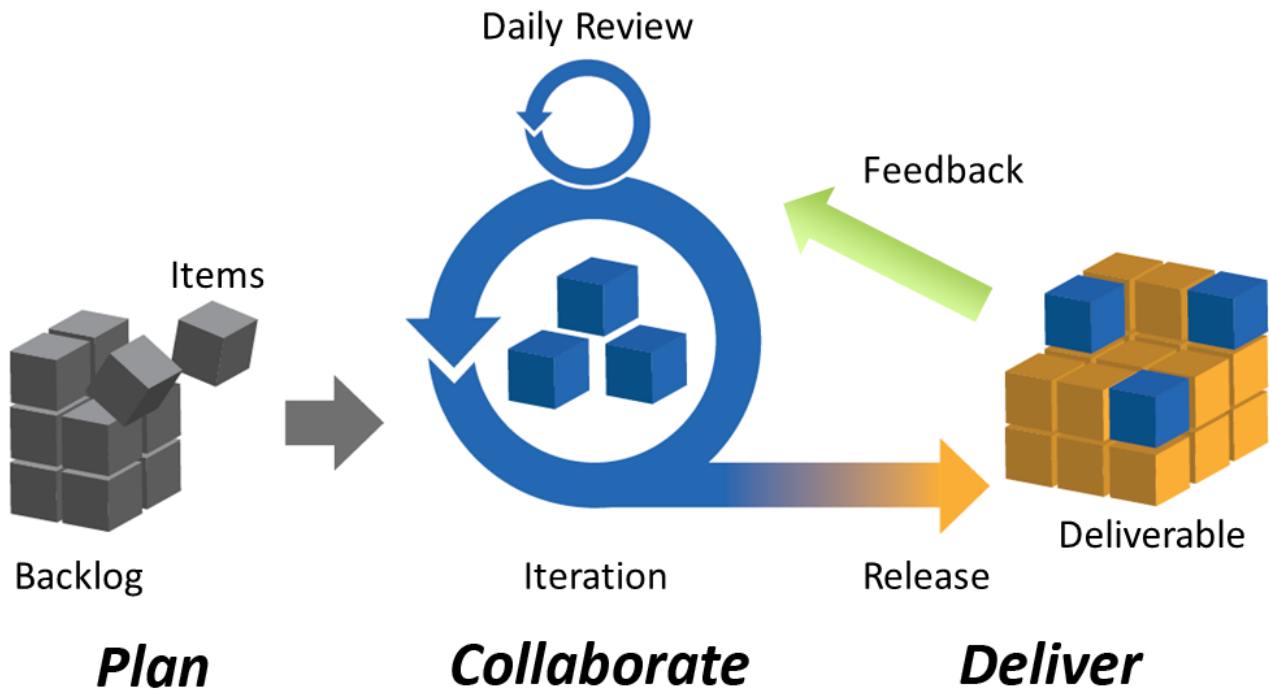 Daily Review
Feedback
Items
Deliverable
Backlog
Iteration
Release
Plan
Collaborate
Deliver